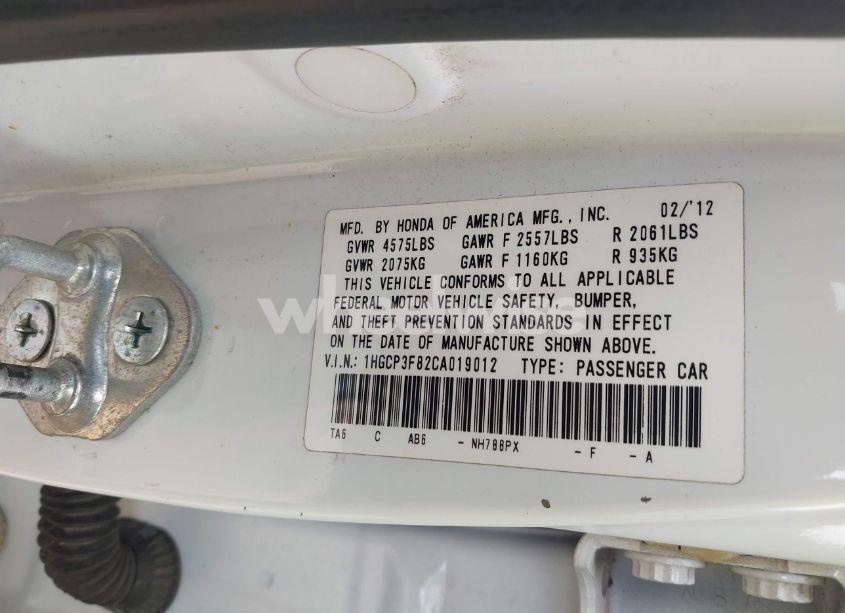 MFD. BY HONDA OF AMERICA MFG., INC. 02/'12
GVWR 4575LBS GAWR F 2557LBS R 2061LBS
GVWR 2075KG GAWR F 1160KG R 935KG
THIS VEHICLE CONFORMS TO ALL APPLICABLE
FEDERAL MOTOR VEHICLE SAFETY, BUMPER,
AND THEFT PREVENTION STANDARDS IN EFFECT
ON THE DATE OF MANUFACTURE SHOWN ABOVE.
V.I.N.: 1HGCP3F82CA019012 TYPE: PASSENGER CAR
TA6 C AB6 - NH788PX - F - A